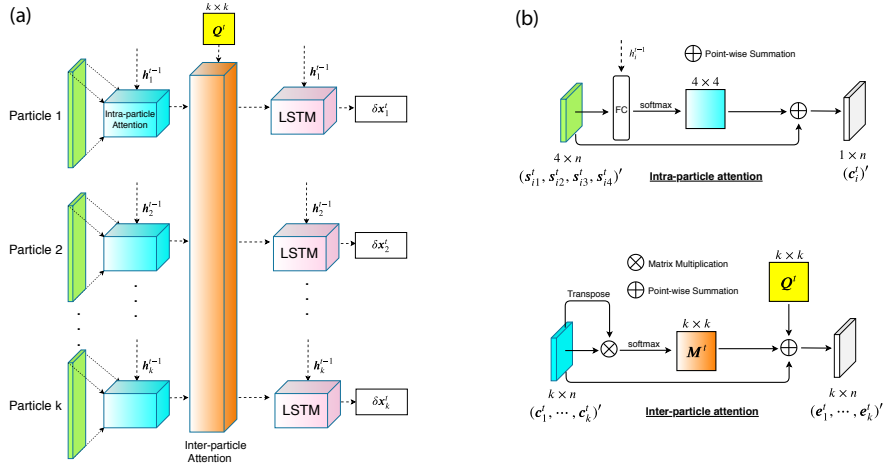 (a)
k × k
Q^t
h_1^{t−1}
h_1^{t−1}
Particle 1
Intra-particle
Attention
LSTM
δx_1^t
h_2^{t−1}
h_2^{t−1}
Particle 2
LSTM
δx_2^t
h_k^{t−1}
h_k^{t−1}
Particle k
LSTM
δx_k^t
Inter-particle
Attention
(b)
h_i^{t−1}
Point-wise Summation
4 × 4
FC
softmax
4 × n
1 × n
(s_{i1}^t, s_{i2}^t, s_{i3}^t, s_{i4}^t)′
Intra-particle attention
(c_i^t)′
Matrix Multiplication
k × k
Q^t
Transpose
Point-wise Summation
k × k
softmax
M^t
k × n
k × n
(c_1^t, ⋯, c_k^t)′
Inter-particle attention
(e_1^t, ⋯, e_k^t)′